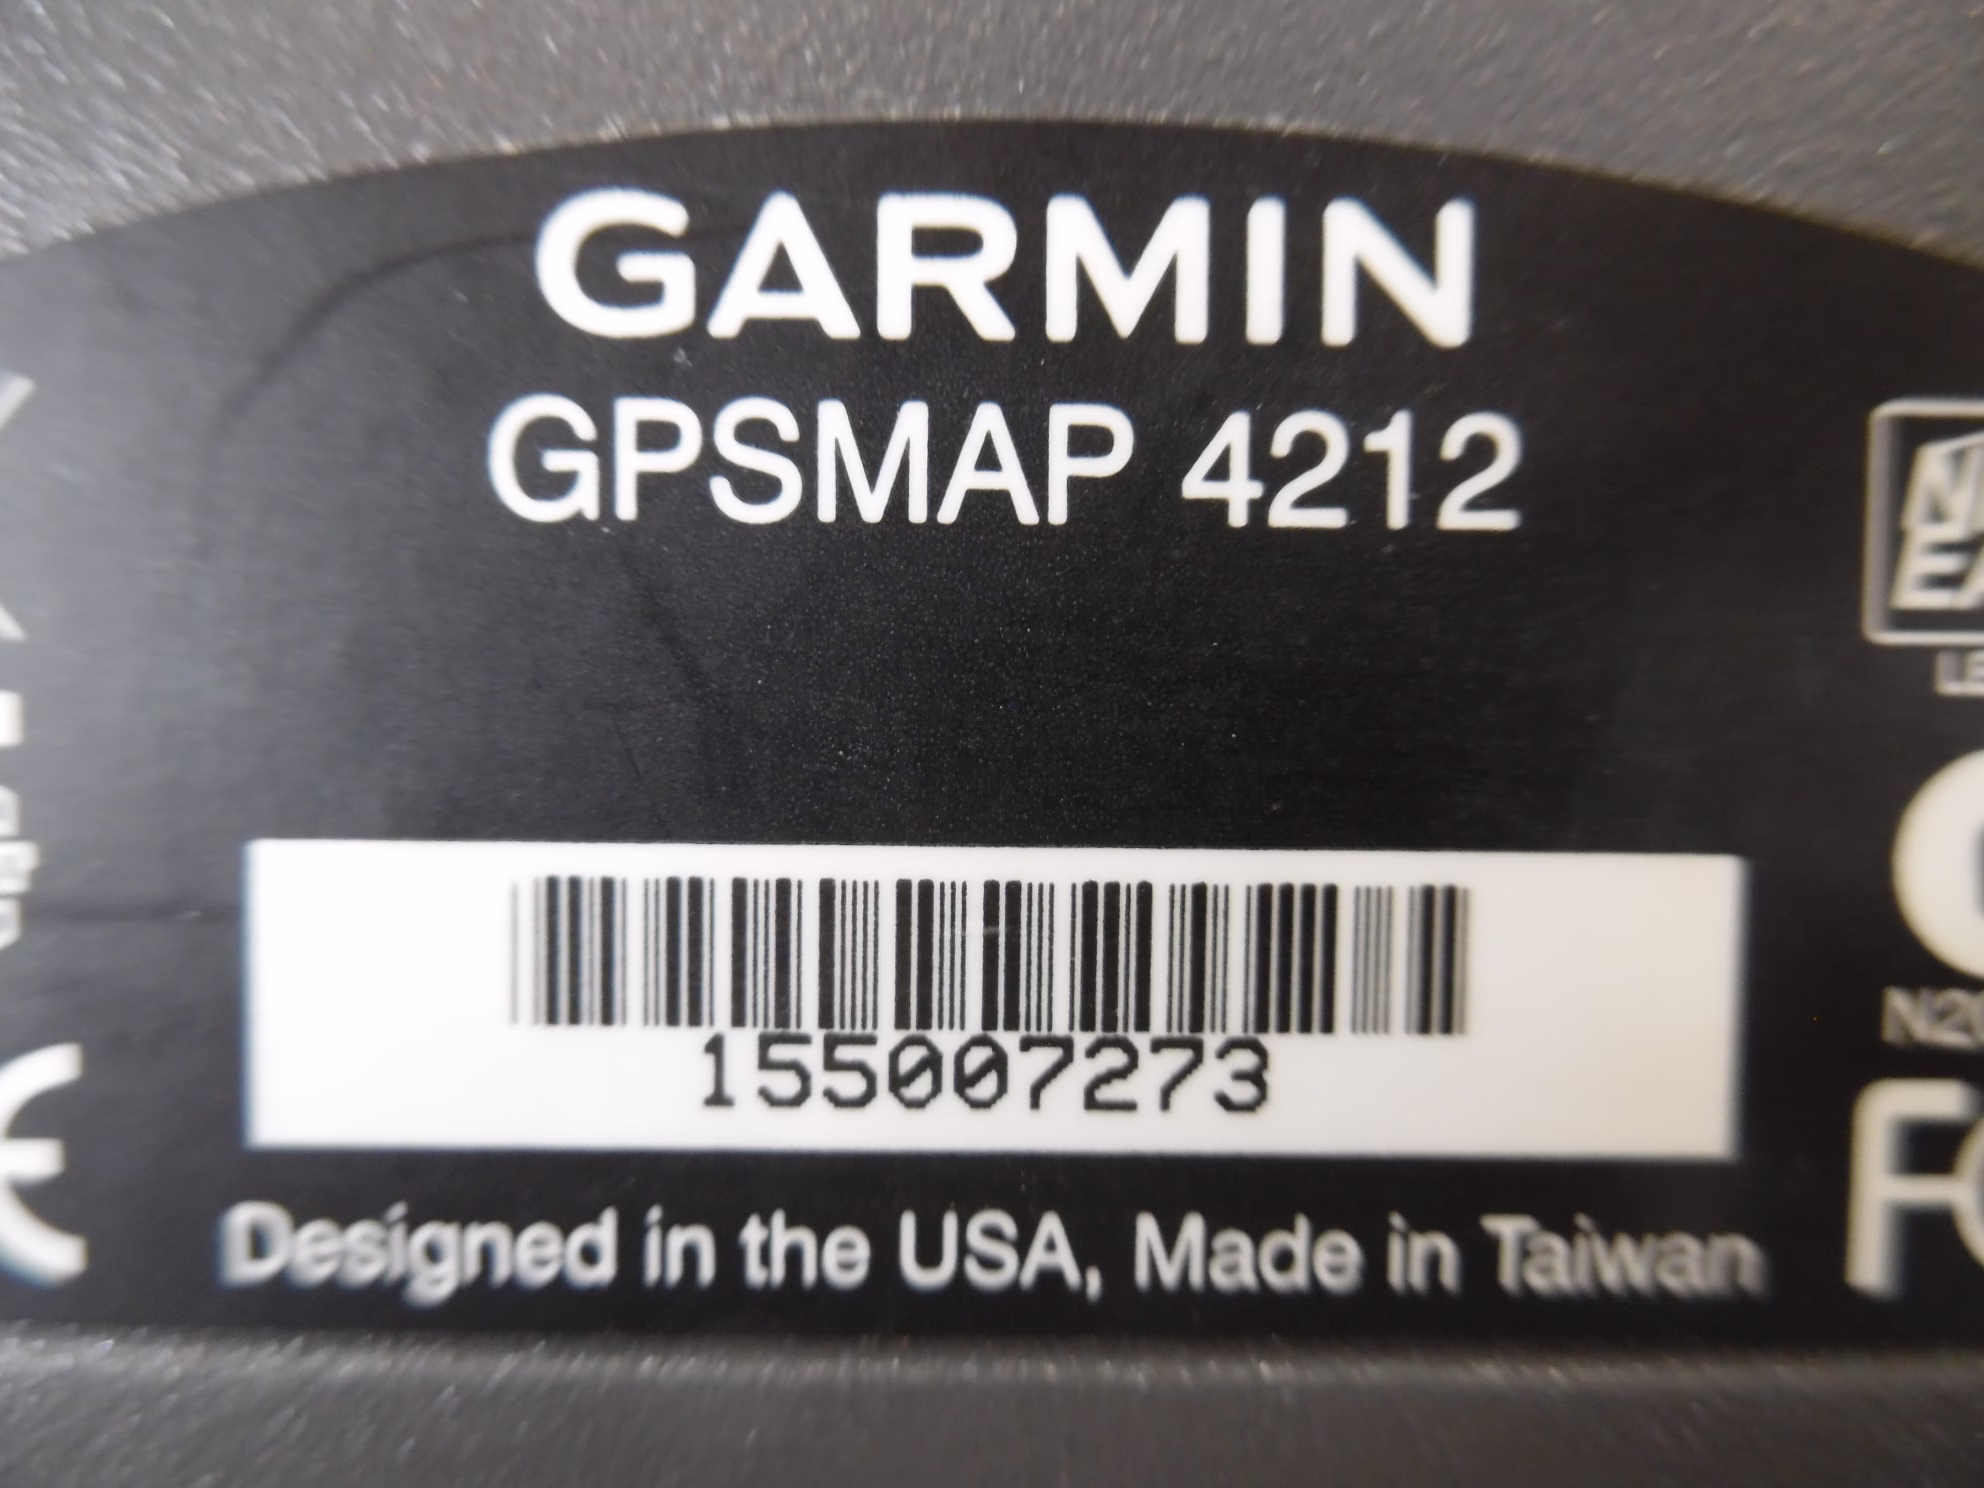 GARMIN
GPSMAP 4212
155007273
Designed in the USA, Made in Taiwan